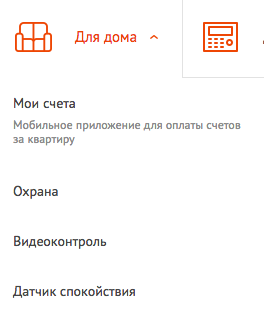 Для дома
Мои счета
Мобильное приложение для оплаты счетов
за квартиру
Охрана
Видеоконтроль
Датчик спокойствия